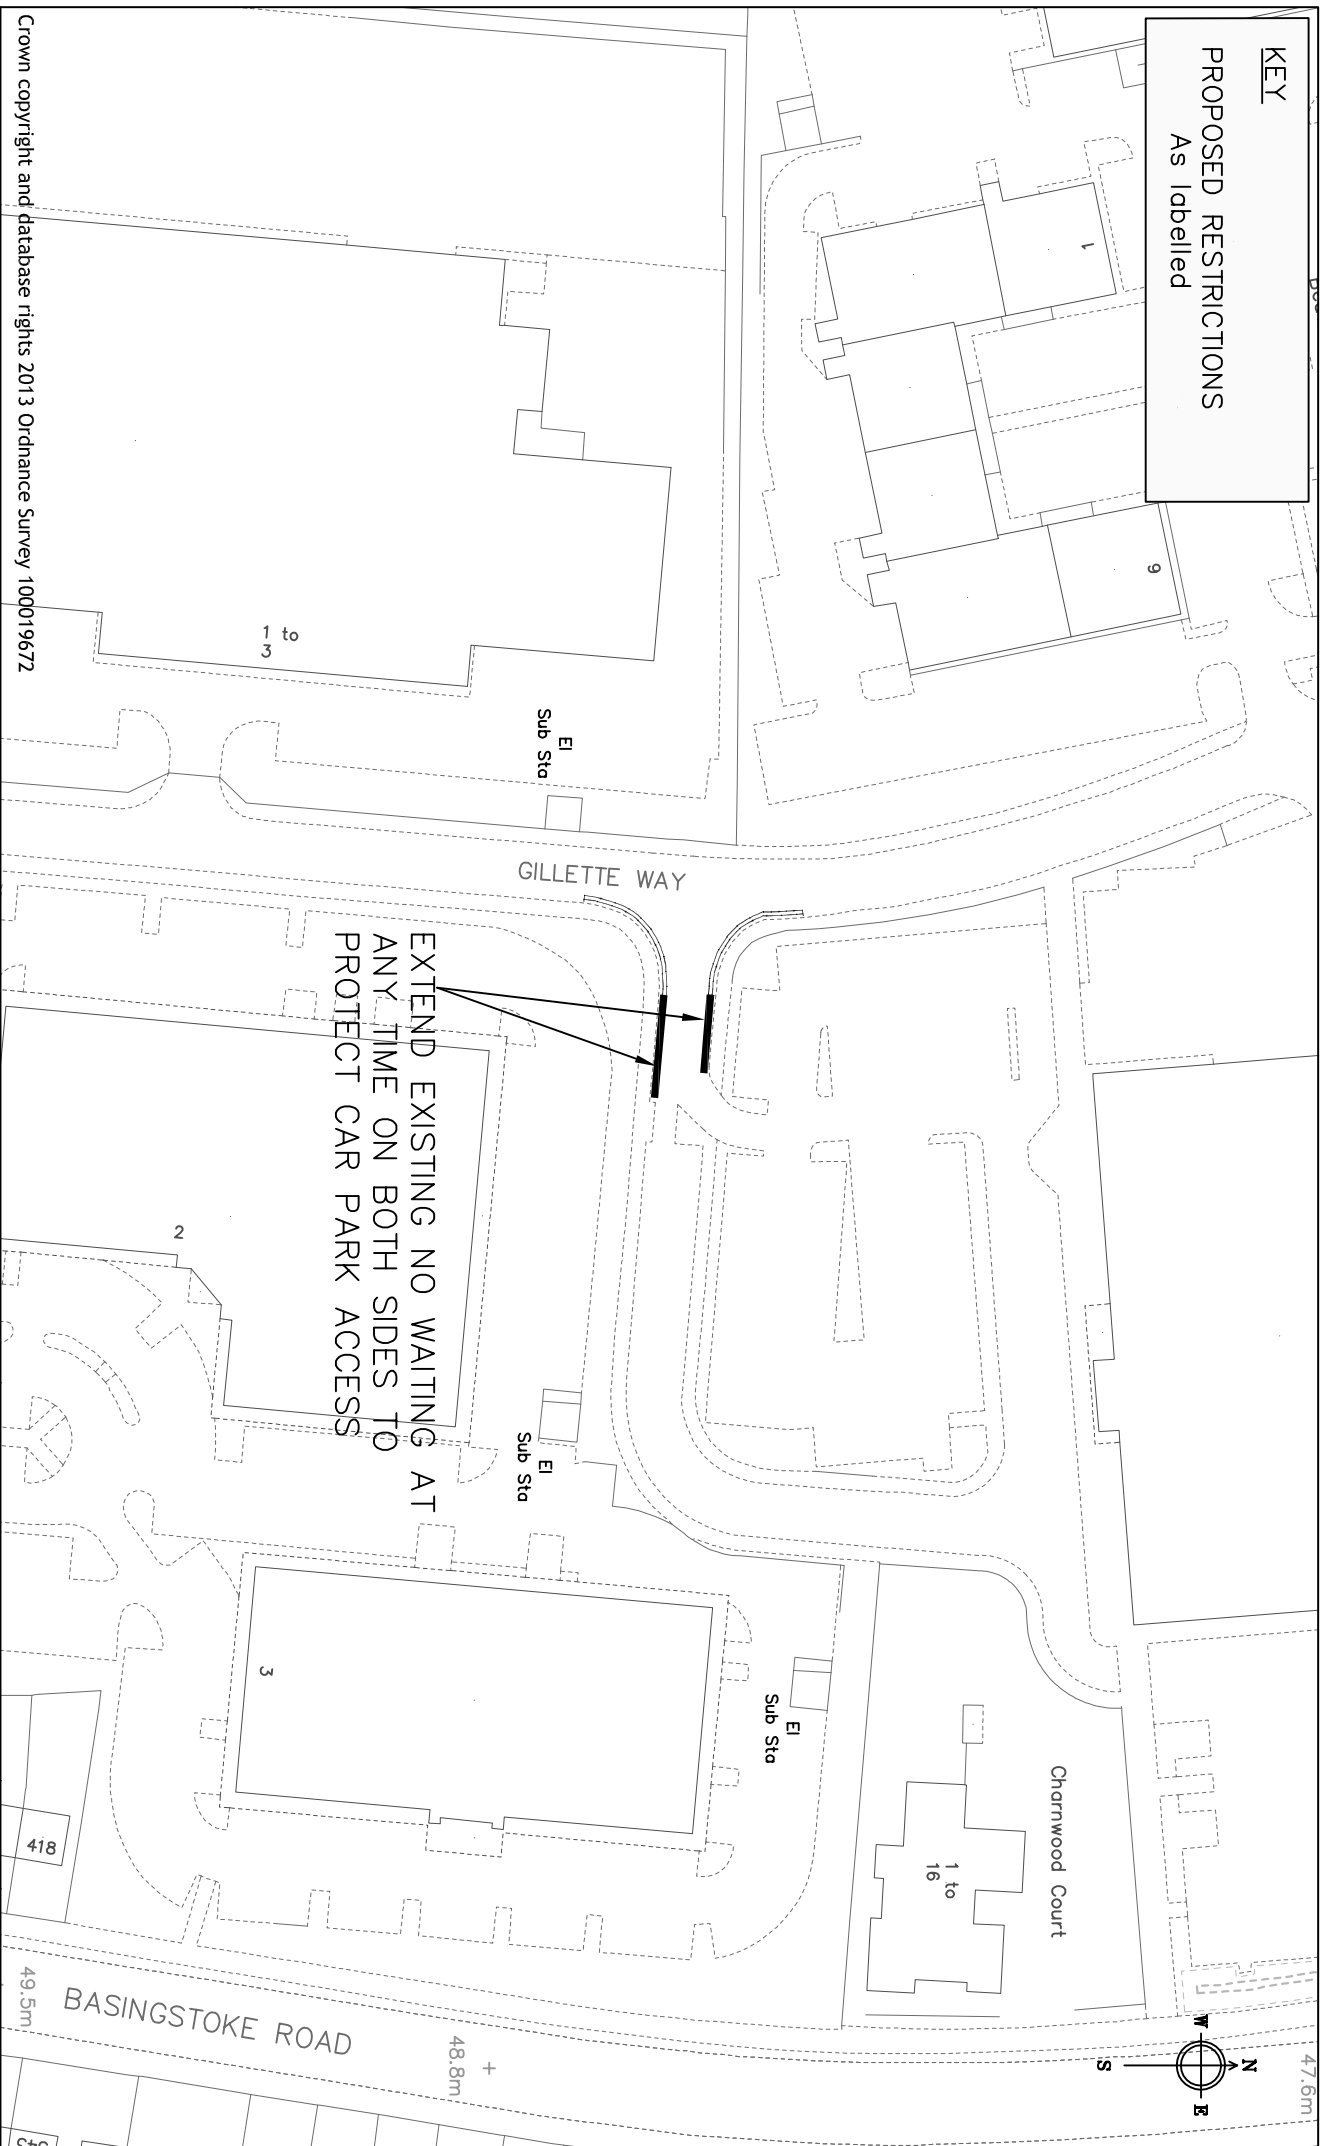 KEY
PROPOSED RESTRICTIONS
As labelled
1
9
1 to
3
El
Sub Sta
GILLETTE WAY
EXTEND EXISTING NO WAITING AT
ANY TIME ON BOTH SIDES TO
PROTECT CAR PARK ACCESS
2
El
Sub Sta
3
El
Sub Sta
Charnwood Court
1 to
16
418
BASINGSTOKE ROAD
49.5m
48.8m
47.6m
N
W
E
S
Crown copyright and database rights 2013 Ordnance Survey 100019672